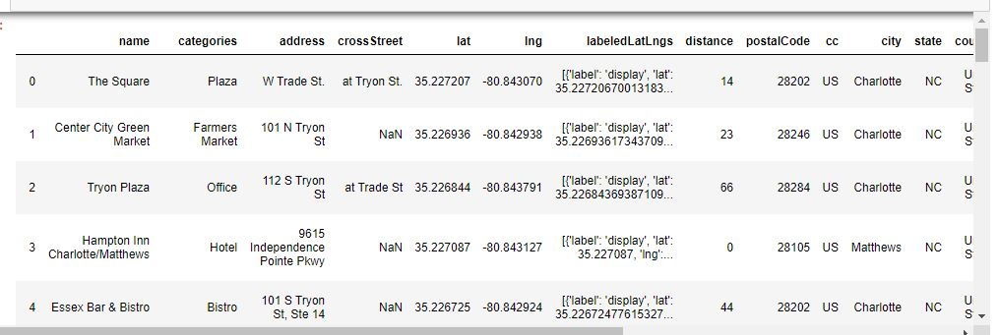 name categories address crossStreet lat lng labeledLatLngs distance postalCode cc city state cou
0 The Square Plaza W Trade St. at Tryon St. 35.227207 -80.843070 [{'label': 'display', 'lat': 35.22720670013183... 14 28202 US Charlotte NC U S
1 Center City Green Market Farmers Market 101 N Tryon St NaN 35.226936 -80.842938 [{'label': 'display', 'lat': 35.22693617343709... 23 28246 US Charlotte NC U S
2 Tryon Plaza Office 112 S Tryon St at Trade St 35.226844 -80.843791 [{'label': 'display', 'lat': 35.22684369387109... 66 28284 US Charlotte NC U S
3 Hampton Inn Charlotte/Matthews Hotel 9615 Independence Pointe Pkwy NaN 35.227087 -80.843127 [{'label': 'display', 'lat': 35.227087, 'lng':... 0 28105 US Matthews NC U S
4 Essex Bar & Bistro Bistro 101 S Tryon St, Ste 14 NaN 35.226725 -80.842924 [{'label': 'display', 'lat': 35.22672477615327... 44 28202 US Charlotte NC U S